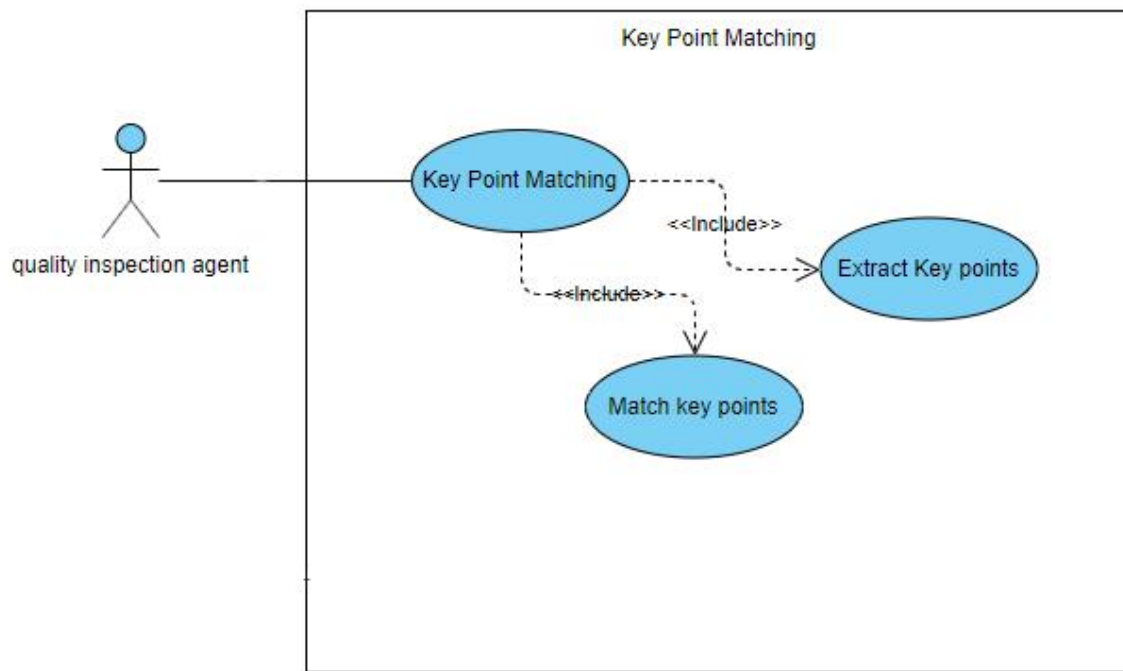 Key Point Matching
Key Point Matching
<<Include>>
quality inspection agent
Extract Key points
<<Include>>
Match key points